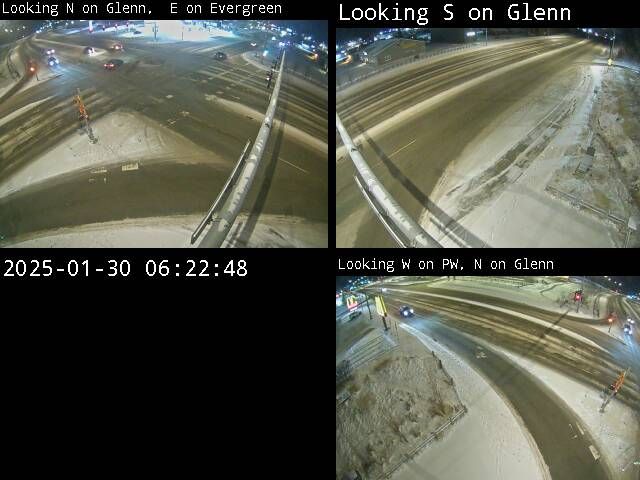 Looking N on Glenn,  E on Evergreen
Looking S on Glenn
2025-01-30 06:22:48
Looking W on PW, N on Glenn